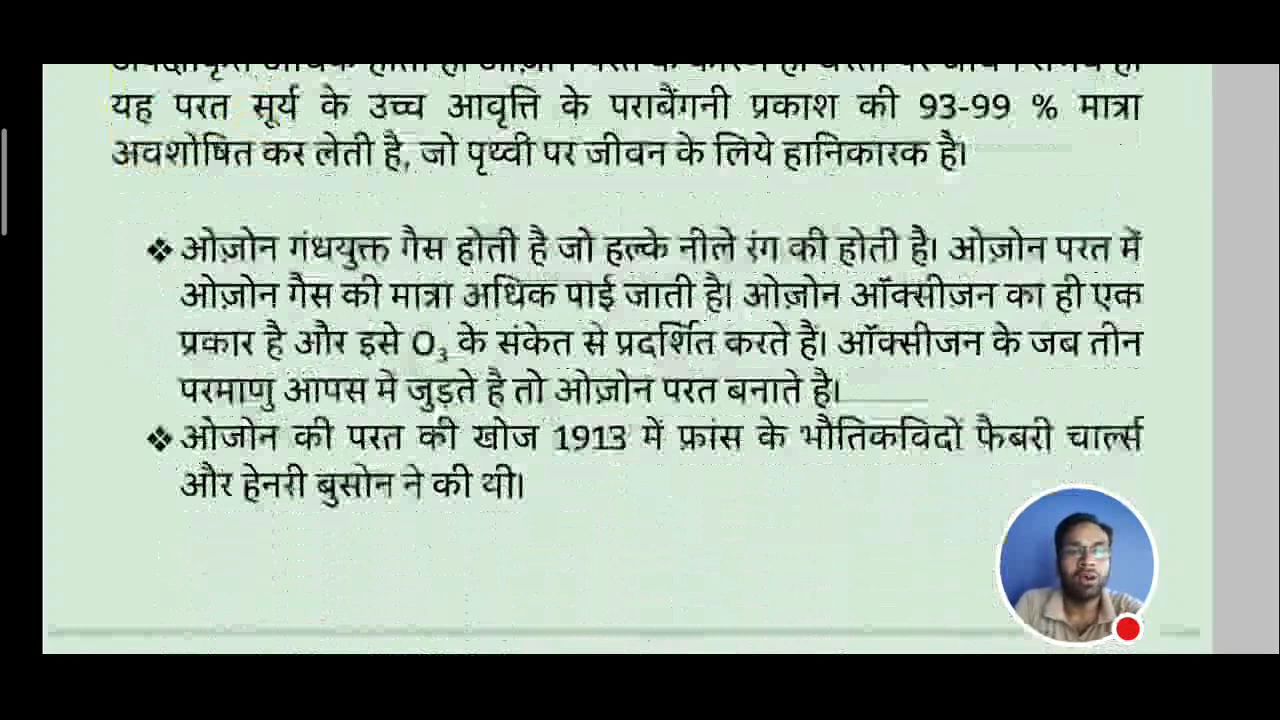 यह परत सूर्य के उच्च आवृत्ति के पराबैंगनी प्रकाश की 93-99 % मात्रा
अवशोषित कर लेती है, जो पृथ्वी पर जीवन के लिये हानिकारक है।
❖ ओज़ोन गंधयुक्त गैस होती है जो हल्के नीले रंग की होती है। ओज़ोन परत में
ओज़ोन गैस की मात्रा अधिक पाई जाती है। ओज़ोन ऑक्सीजन का ही एक
प्रकार है और इसे O₃ के संकेत से प्रदर्शित करते हैं। ऑक्सीजन के जब तीन
परमाणु आपस में जुड़ते है तो ओज़ोन परत बनाते है।
❖ ओजोन की परत की खोज 1913 में फ़्रांस के भौतिकविदों फैबरी चार्ल्स
और हेनरी बुसोन ने की थी।